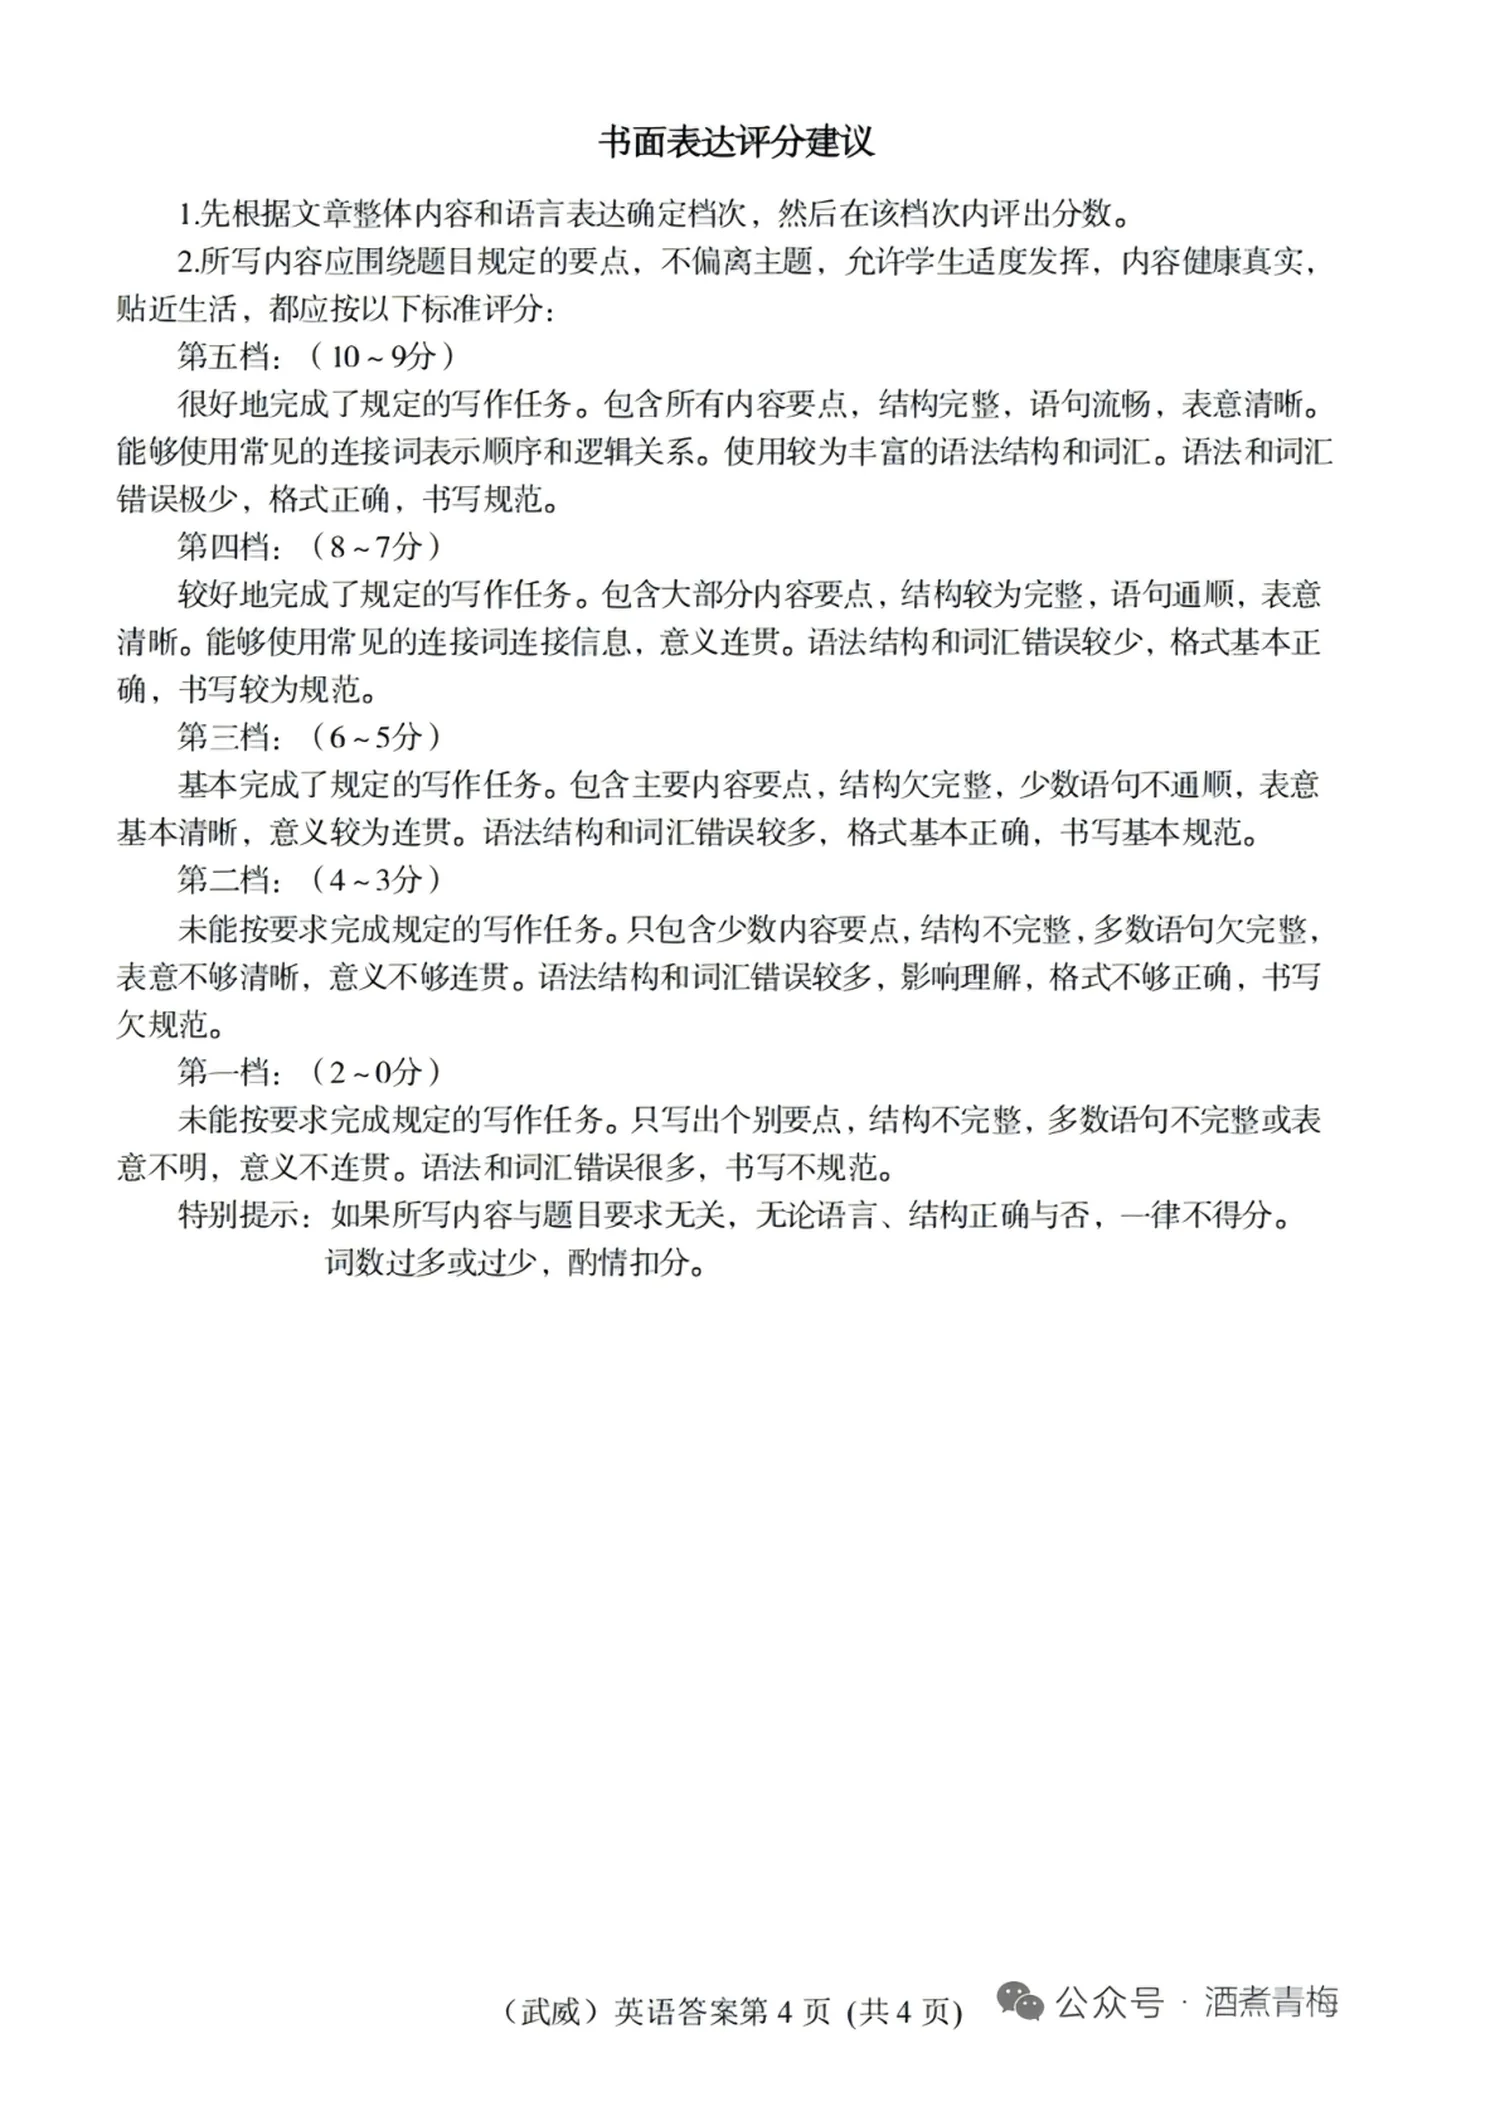 书面表达评分建议
1.先根据文章整体内容和语言表达确定档次，然后在该档次内评出分数。
2.所写内容应围绕题目规定的要点，不偏离主题，允许学生适度发挥，内容健康真实，
贴近生活，都应按以下标准评分：
第五档：（10～9分）
很好地完成了规定的写作任务。包含所有内容要点，结构完整，语句流畅，表意清晰。
能够使用常见的连接词表示顺序和逻辑关系。使用较为丰富的语法结构和词汇。语法和词汇
错误极少，格式正确，书写规范。
第四档：（8～7分）
较好地完成了规定的写作任务。包含大部分内容要点，结构较为完整，语句通顺，表意
清晰。能够使用常见的连接词连接信息，意义连贯。语法结构和词汇错误较少，格式基本正
确，书写较为规范。
第三档：（6～5分）
基本完成了规定的写作任务。包含主要内容要点，结构欠完整，少数语句不通顺，表意
基本清晰，意义较为连贯。语法结构和词汇错误较多，格式基本正确，书写基本规范。
第二档：（4～3分）
未能按要求完成规定的写作任务。只包含少数内容要点，结构不完整，多数语句欠完整，
表意不够清晰，意义不够连贯。语法结构和词汇错误较多，影响理解，格式不够正确，书写
欠规范。
第一档：（2～0分）
未能按要求完成规定的写作任务。只写出个别要点，结构不完整，多数语句不完整或表
意不明，意义不连贯。语法和词汇错误很多，书写不规范。
特别提示：如果所写内容与题目要求无关，无论语言、结构正确与否，一律不得分。
词数过多或过少，酌情扣分。
（武威）英语答案第 4 页 (共 4 页)
公众号 · 酒煮青梅